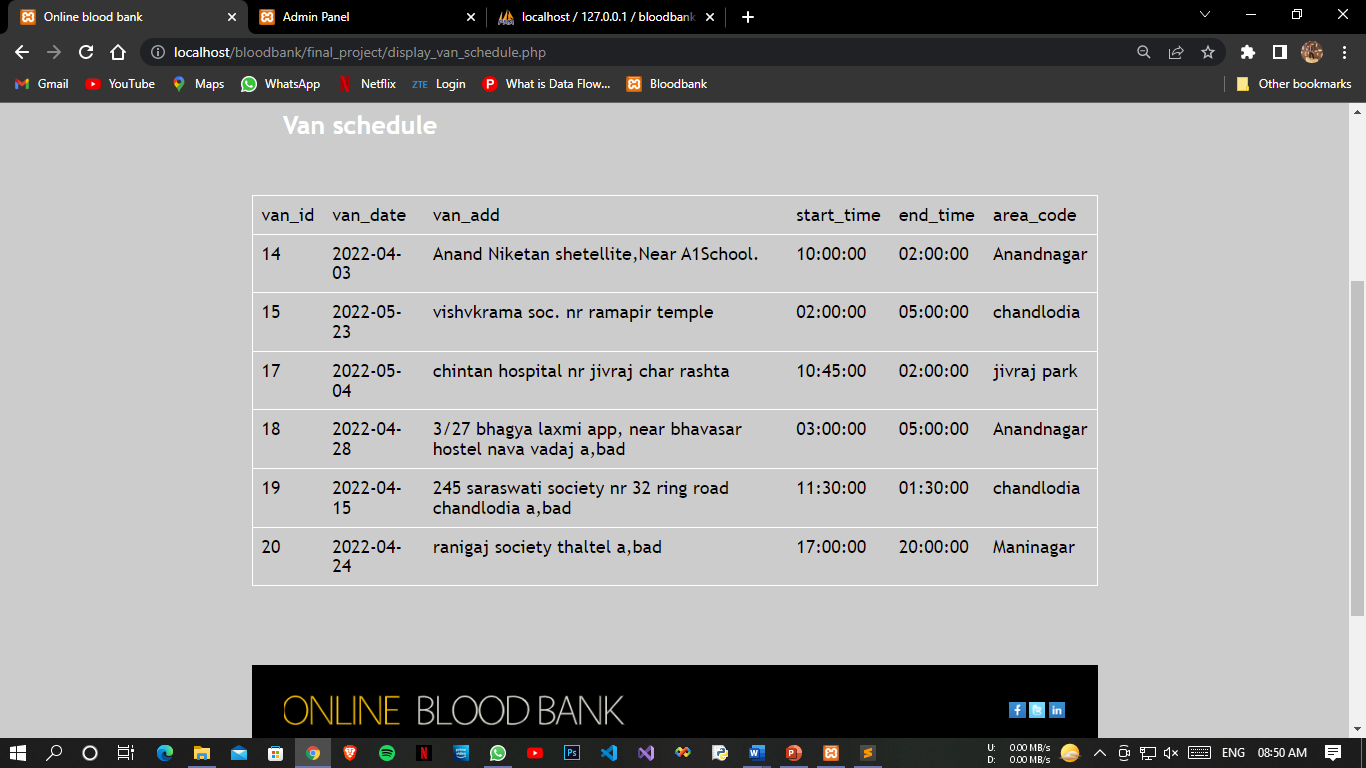 Online blood bank
Admin Panel
localhost / 127.0.0.1 / bloodbank
localhost/bloodbank/final_project/display_van_schedule.php
Gmail YouTube Maps WhatsApp Netflix ZTE Login What is Data Flow... Bloodbank Other bookmarks
Van schedule
van_id van_date van_add start_time end_time area_code
14 2022-04- Anand Niketan shetellite,Near A1School. 10:00:00 02:00:00 Anandnagar
03
15 2022-05- vishvkrama soc. nr ramapir temple 02:00:00 05:00:00 chandlodia
23
17 2022-05- chintan hospital nr jivraj char rashta 10:45:00 02:00:00 jivraj park
04
18 2022-04- 3/27 bhagya laxmi app, near bhavasar 03:00:00 05:00:00 Anandnagar
28 hostel nava vadaj a,bad
19 2022-04- 245 saraswati society nr 32 ring road 11:30:00 01:30:00 chandlodia
15 chandlodia a,bad
20 2022-04- ranigaj society thaltel a,bad 17:00:00 20:00:00 Maninagar
24
ONLINE BLOOD BANK
U: 0.00 MB/s
D: 0.00 MB/s
ENG 08:50 AM